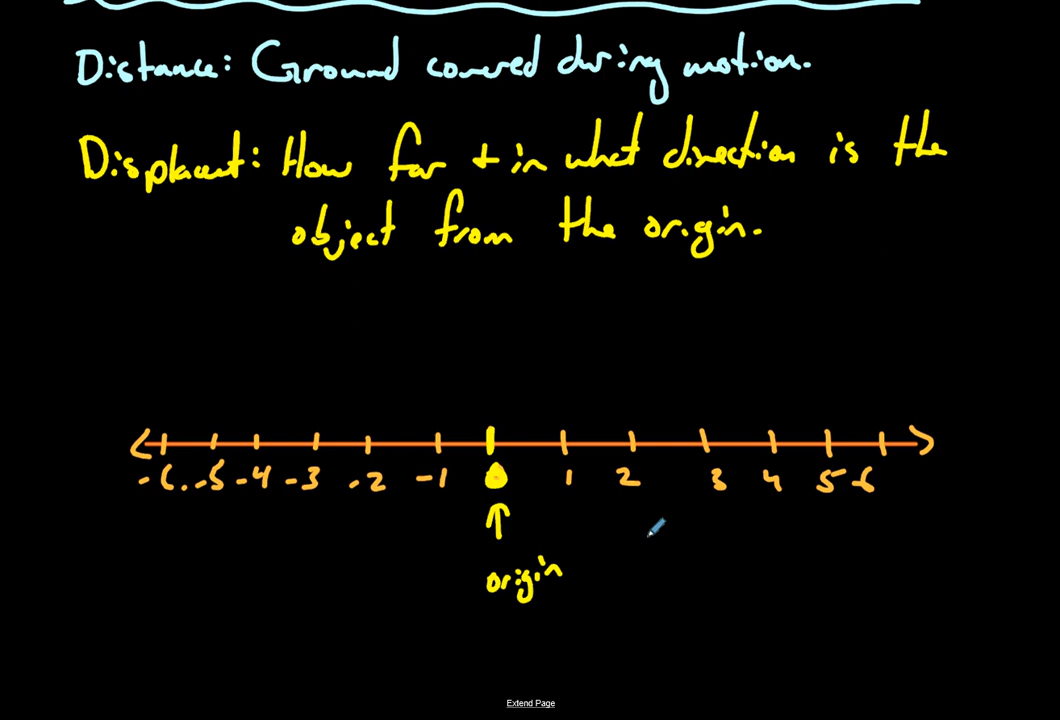 Distance: Ground covered during motion.
Displacent: How far + in what direction is the
object from the origin.
-6 -5 -4 -3 -2 -1 0 1 2 3 4 5 6
origin
Extend Page